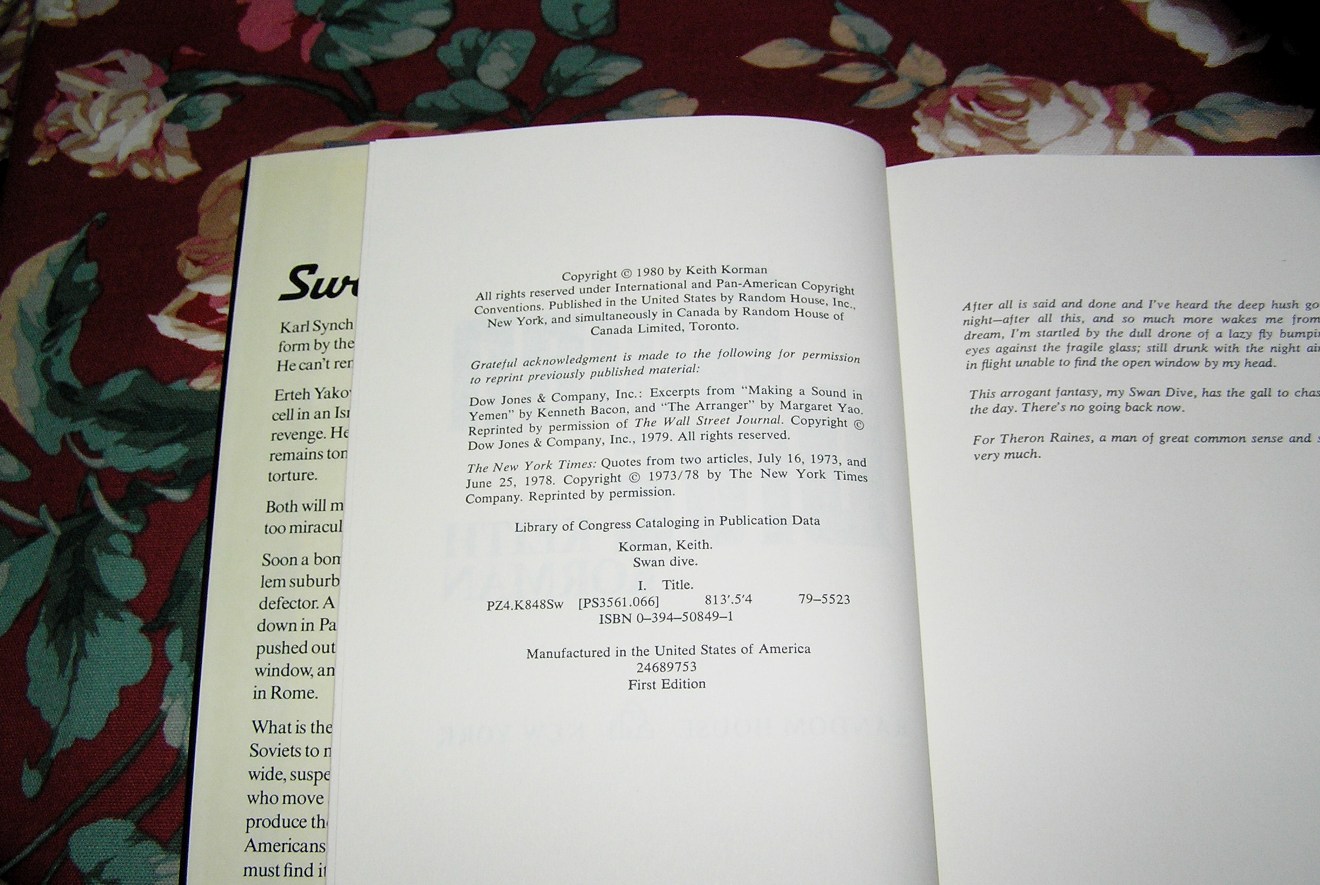 Karl Synch
form by the
He can't
Erteh
cell in an
revenge. He
remains
torture.
Both will
too
Soon a
lem suburb
defector. A
down in
pushed out
window,
in Rome.
What is the
Soviets to
wide,
who move
produce
Americans
must find
Copyright © 1980 by Keith Korman
All rights reserved under International and Pan-American Copyright
Conventions. Published in the United States by Random House, Inc.,
New York, and simultaneously in Canada by Random House of
Canada Limited, Toronto.
Grateful acknowledgment is made to the following for permission
to reprint previously published material:
Dow Jones & Company, Inc.: Excerpts from "Making a Sound in
Yemen" by Kenneth Bacon, and "The Arranger" by Margaret Yao.
Reprinted by permission of The Wall Street Journal. Copyright ©
Dow Jones & Company, Inc., 1979. All rights reserved.
The New York Times: Quotes from two articles, July 16, 1973, and
June 25, 1978. Copyright © 1973/78 by The New York Times
Company. Reprinted by permission.
Library of Congress Cataloging in Publication Data
Korman, Keith.
Swan dive.
I. Title.
PZ4.K848Sw [PS3561.066] 813'.5'4 79–5523
ISBN 0–394–50849–1
Manufactured in the United States of America
24689753
First Edition
After all is said and done and I've heard the deep hush
night—after all this, and so much more wakes me from
dream, I'm startled by the dull drone of a lazy fly
eyes against the fragile glass; still drunk with the night
in flight unable to find the open window by my head.
This arrogant fantasy, my Swan Dive, has the gall to
the day. There's no going back now.
For Theron Raines, a man of great common sense and
very much.